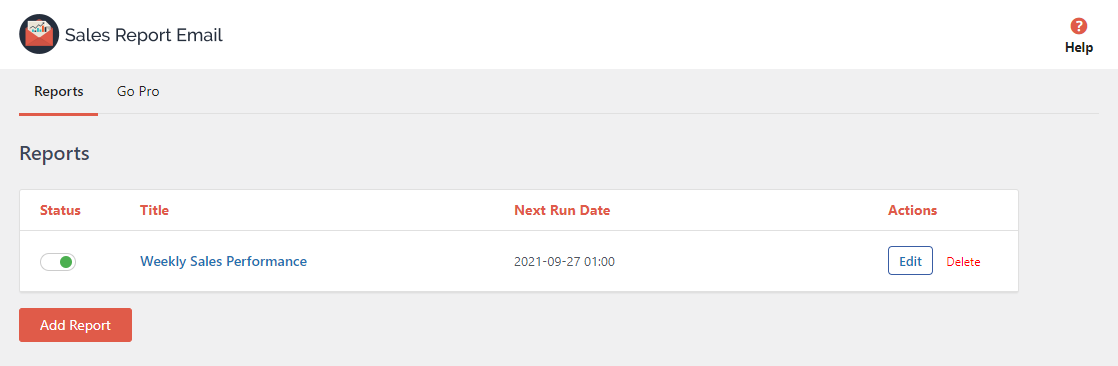 Sales Report Email
Help
Reports Go Pro
Reports
Status Title Next Run Date Actions
Weekly Sales Performance 2021-09-27 01:00 Edit Delete
Add Report